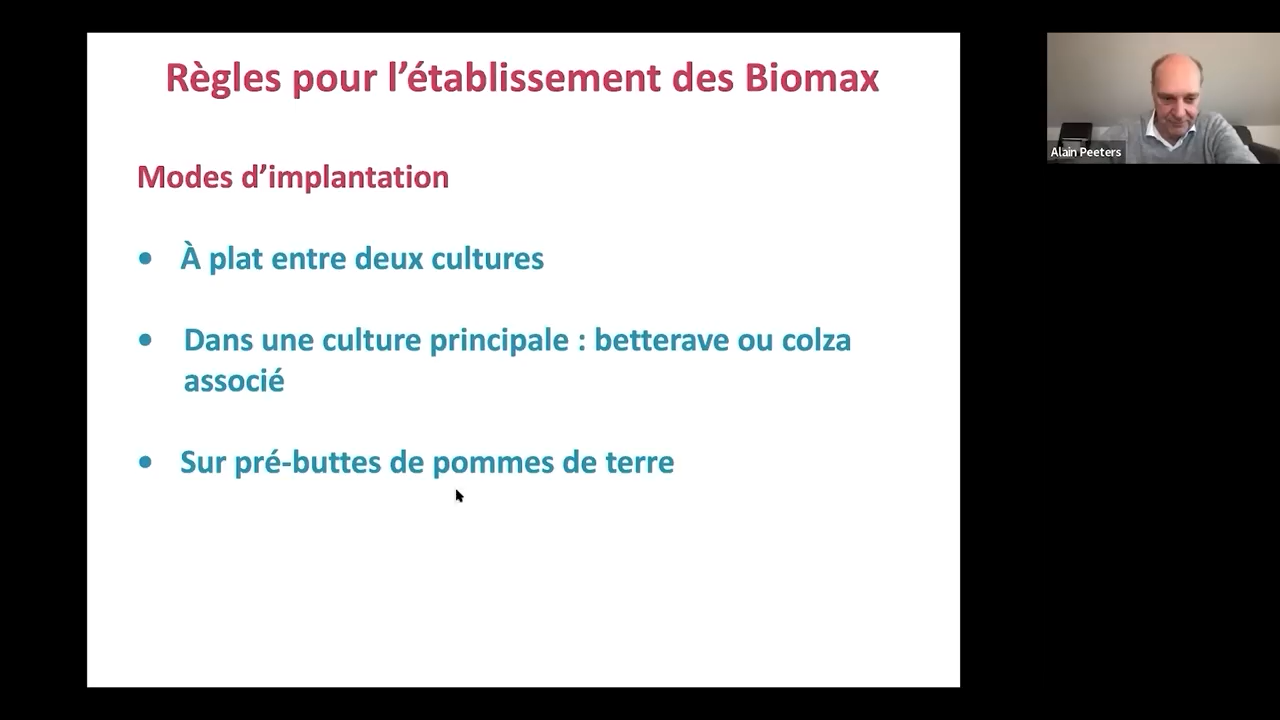 Règles pour l’établissement des Biomax
Modes d’implantation
• À plat entre deux cultures
• Dans une culture principale : betterave ou colza
associé
• Sur pré-buttes de pommes de terre
Alain Peeters